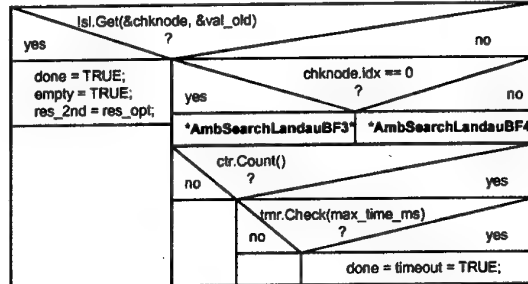 lsl.Get(&chknode, &val_old)
?
yes
no
done = TRUE;
empty = TRUE;
res_2nd = res_opt;
chknode.idx == 0
?
yes
no
*AmbSearchLandauBF3*
*AmbSearchLandauBF4
ctr.Count()
?
no
yes
tmr.Check(max_time_ms)
?
no
yes
done = timeout = TRUE;